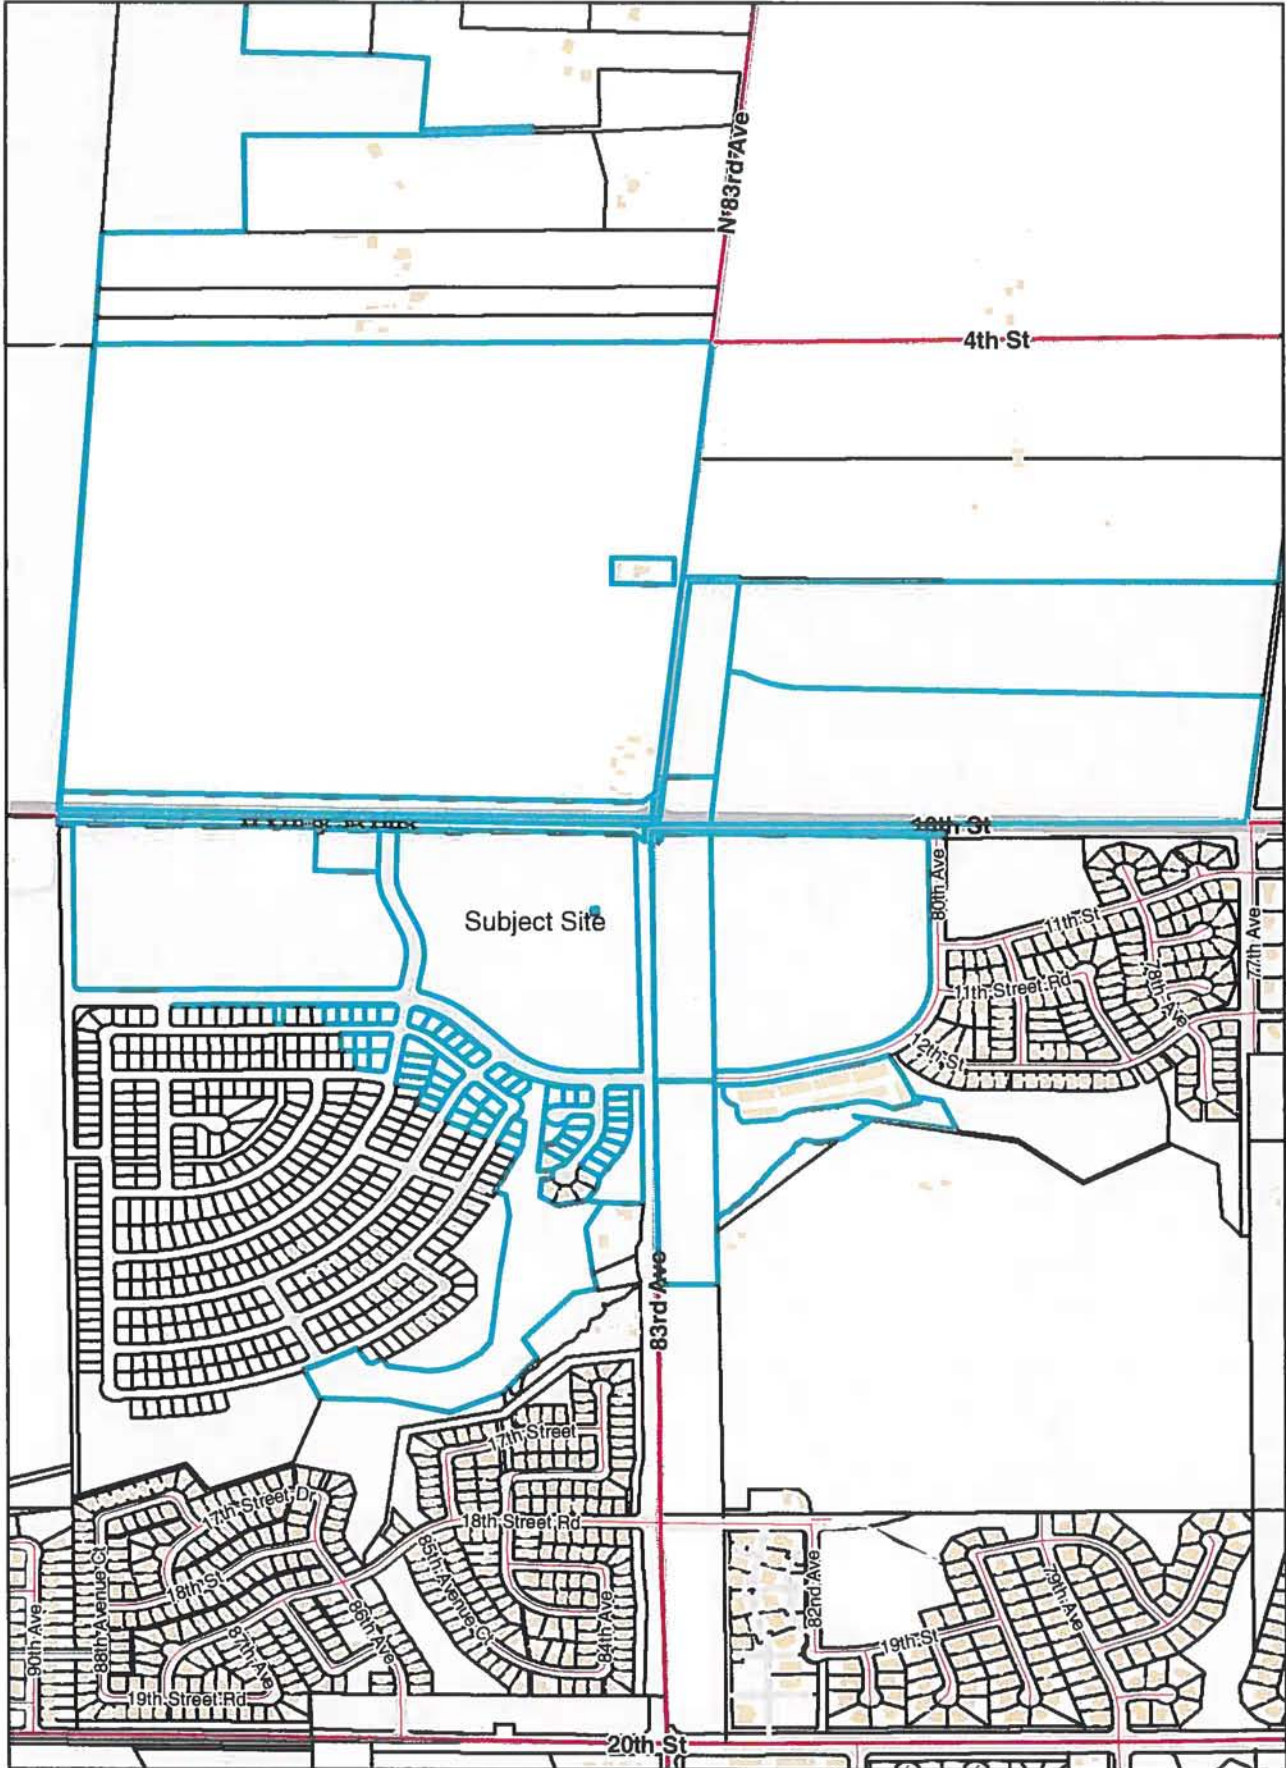 N 83rd Ave
4th St
10th St
80th Ave
Subject Site
11th St
77th Ave
11th Street Rd
78th Ave
12th St
83rd Ave
17th Street
17th Street Dr
18th Street Rd
85th Avenue Ct
79th Ave
82nd Ave
18th St
86th Ave
84th Ave
88th Avenue Ct
90th Ave
87th Ave
19th St
19th Street Rd
20th St